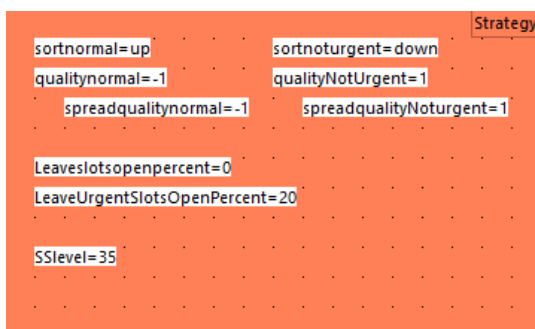 Strategy
sortnormal=up sortnoturgent=down
qualitynormal=-1 qualityNotUrgent=1
spreadqualitynormal=-1 spreadqualityNoturgent=1
Leaveslotsopenpercent=0
LeaveUrgentSlotsOpenPercent=20
SSlevel=35